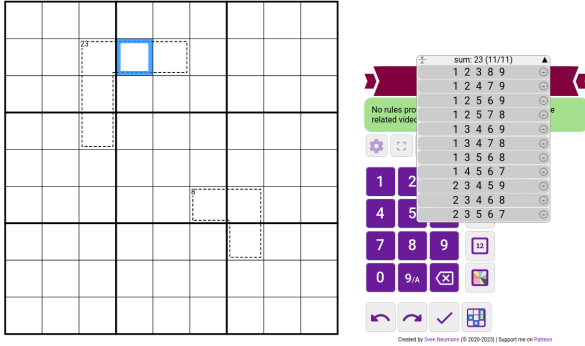 23
8
sum: 23 (11/11) ▲
1 2 3 8 9
1 2 4 7 9
1 2 5 6 9
1 2 5 7 8
1 3 4 6 9
1 3 4 7 8
1 3 5 6 8
1 4 5 6 7
2 3 4 5 9
2 3 4 6 8
2 3 5 6 7
No rules pro
e
related video
1 2
4 5
7 8 9 12
0 9/A
Created by Sven Neumann (© 2020-2023) | Support me on Patreon